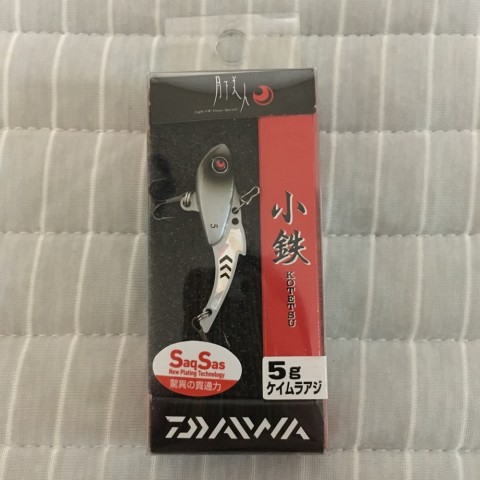 月下美人
小鉄
KOTETSU
5
SaqSas
New Plating Technology
驚異の貫通力
5g
ケイムラアジ
DAIWA